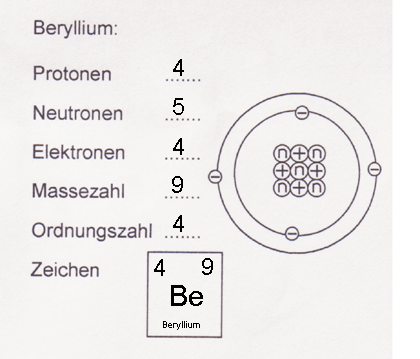 Beryllium:
Protonen 4
Neutronen 5
Elektronen 4
Massezahl 9
Ordnungszahl 4
Zeichen
4 9
Be
Beryllium
n + n
+ n +
n + n